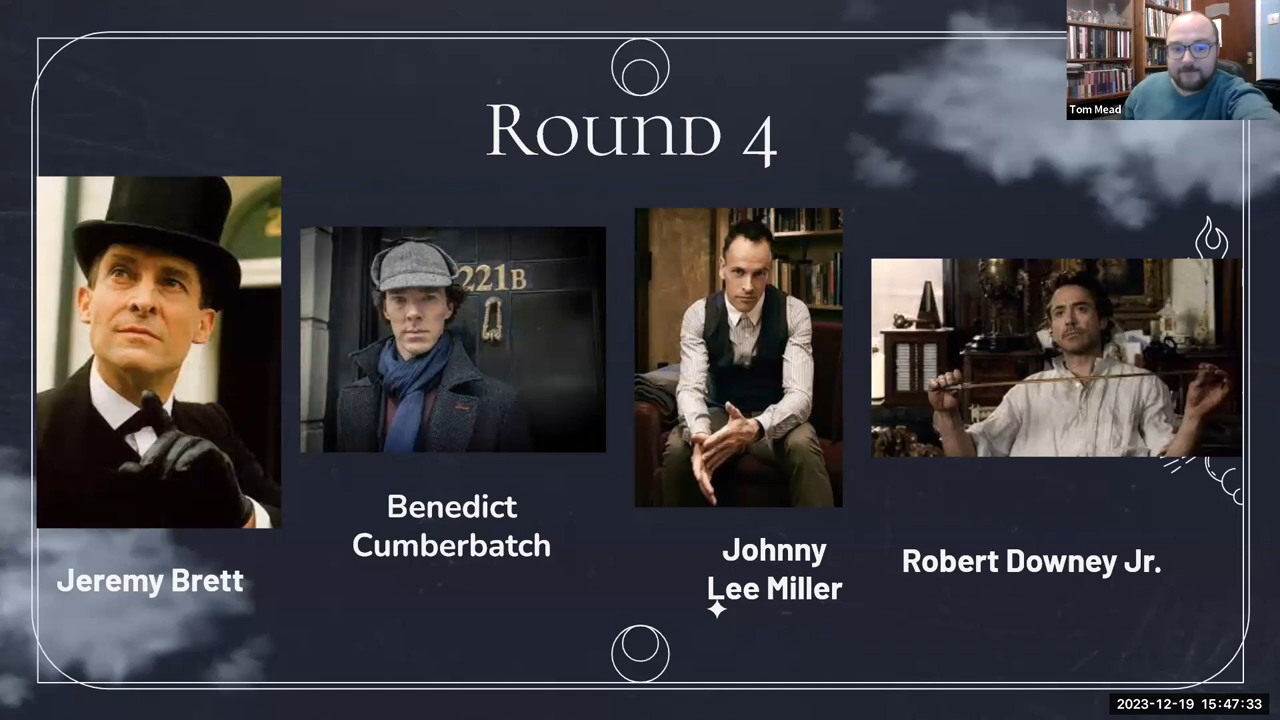 Round 4
Tom Mead
221B
Jeremy Brett
Benedict
Cumberbatch
Johnny
Lee Miller
Robert Downey Jr.
2023-12-19 15:47:33